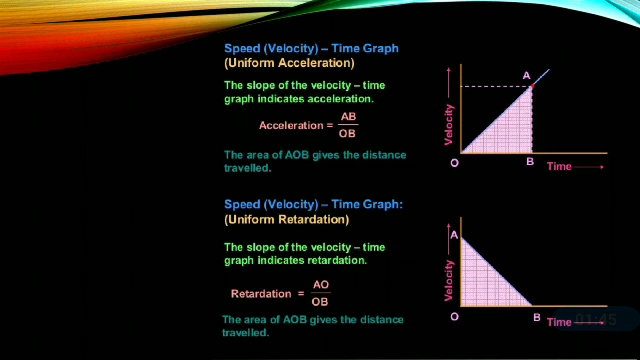 Speed (Velocity) – Time Graph
(Uniform Acceleration)
The slope of the velocity – time
graph indicates acceleration.
Acceleration = AB
OB
The area of AOB gives the distance
travelled.
A
Velocity
O
B
Time
Speed (Velocity) – Time Graph:
(Uniform Retardation)
The slope of the velocity – time
graph indicates retardation.
Retardation = AO
OB
The area of AOB gives the distance
travelled.
A
Velocity
O
B
Time
01:45